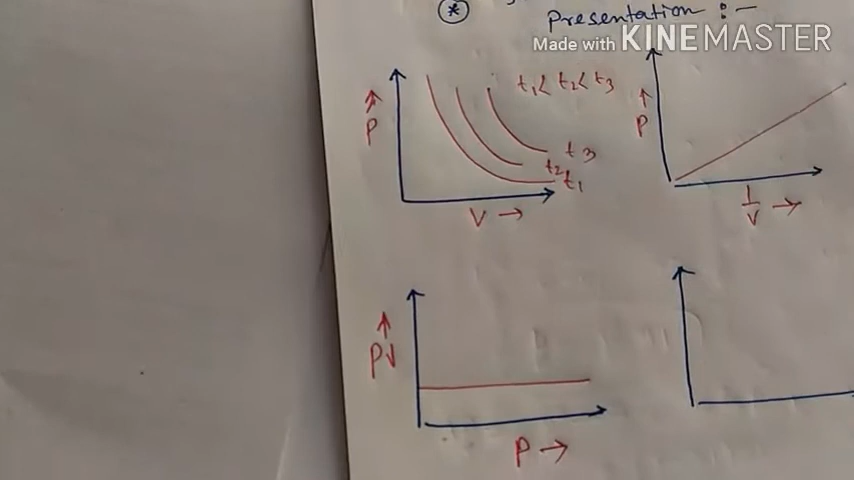 * presentation :-
Made with KINEMASTER
↑
P
t₁< t₂< t₃
t₃
t₂
t₁
V →
↑
P
1/V →
↑
PV
P →